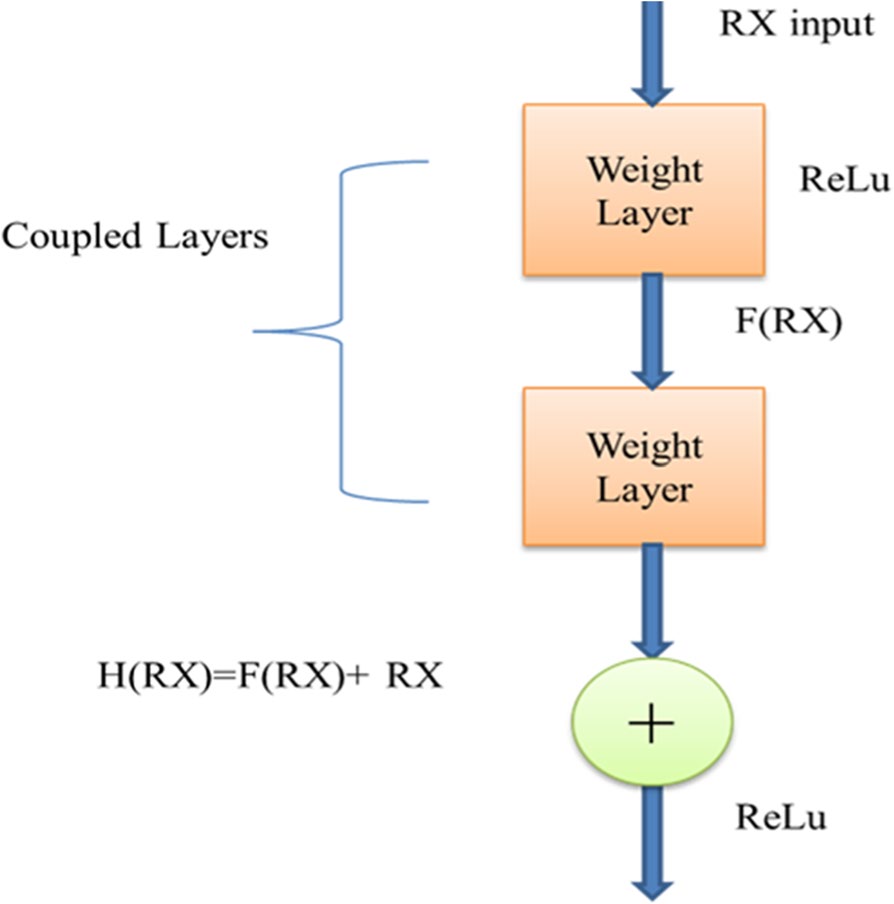 RX input
Weight
Layer
ReLu
Coupled Layers
F(RX)
Weight
Layer
H(RX)=F(RX)+ RX
+
ReLu